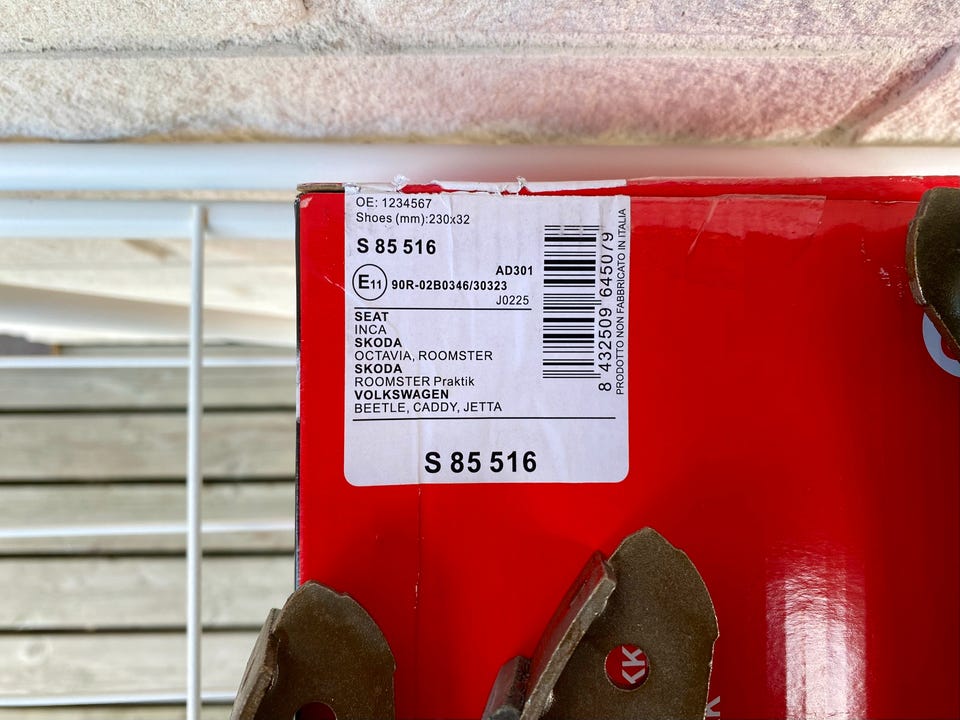 OE: 1234567
Shoes (mm):230x32
S 85 516
AD301
E11 90R-02B0346/30323
J0225
SEAT
INCA
SKODA
OCTAVIA, ROOMSTER
SKODA
ROOMSTER Praktik
VOLKSWAGEN
BEETLE, CADDY, JETTA
S 85 516
8 432509 645079
PRODOTTO NON FABBRICATO IN ITALIA
KK
K